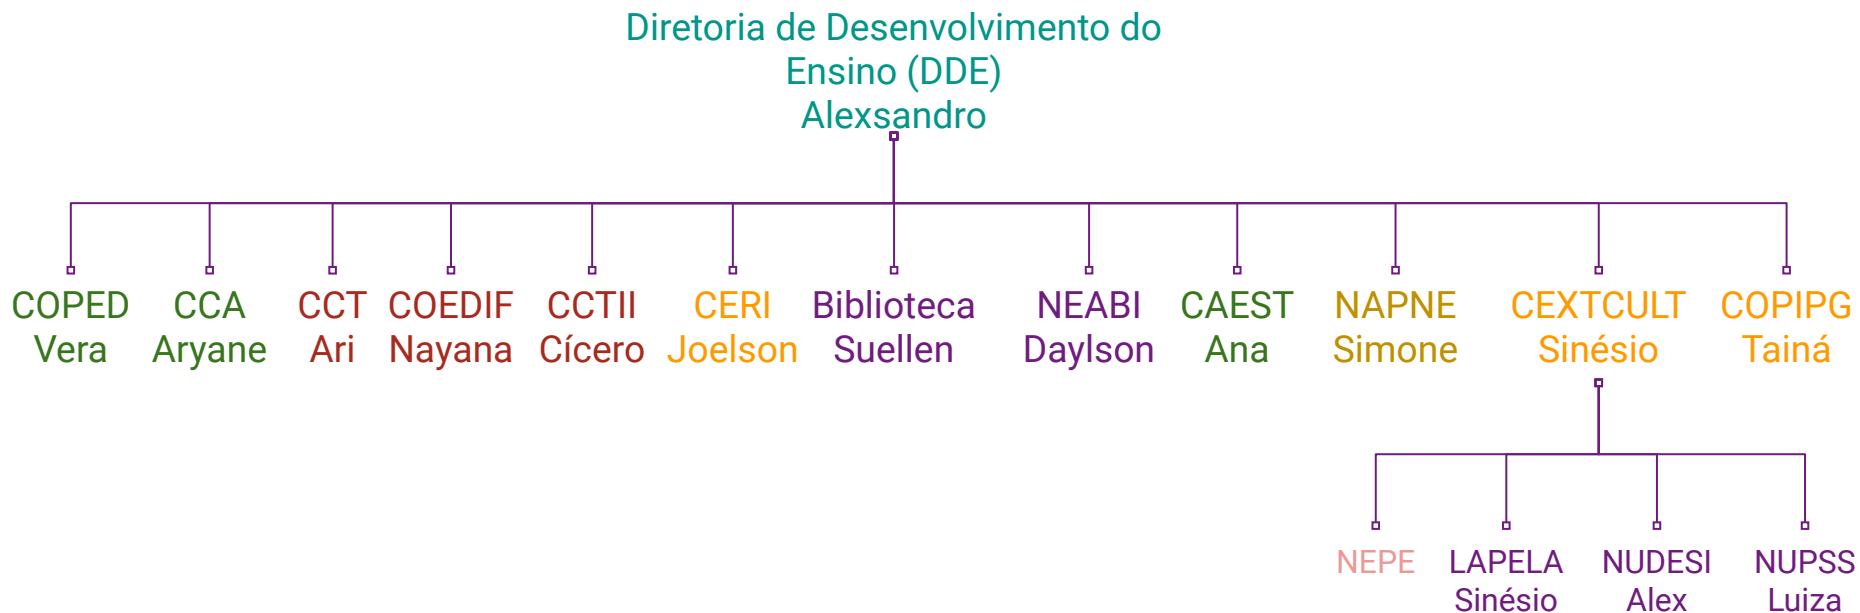 Diretoria de Desenvolvimento do
Ensino (DDE)
Alexsandro
COPED
Vera
CCA
Aryane
CCT
Ari
COEDIF
Nayana
CCTII
Cícero
CERI
Joelson
Biblioteca
Suellen
NEABI
Daylson
CAEST
Ana
NAPNE
Simone
CEXTCULT
Sinésio
COPIPG
Tainá
NEPE
LAPELA
Sinésio
NUDESI
Alex
NUPSS
Luiza